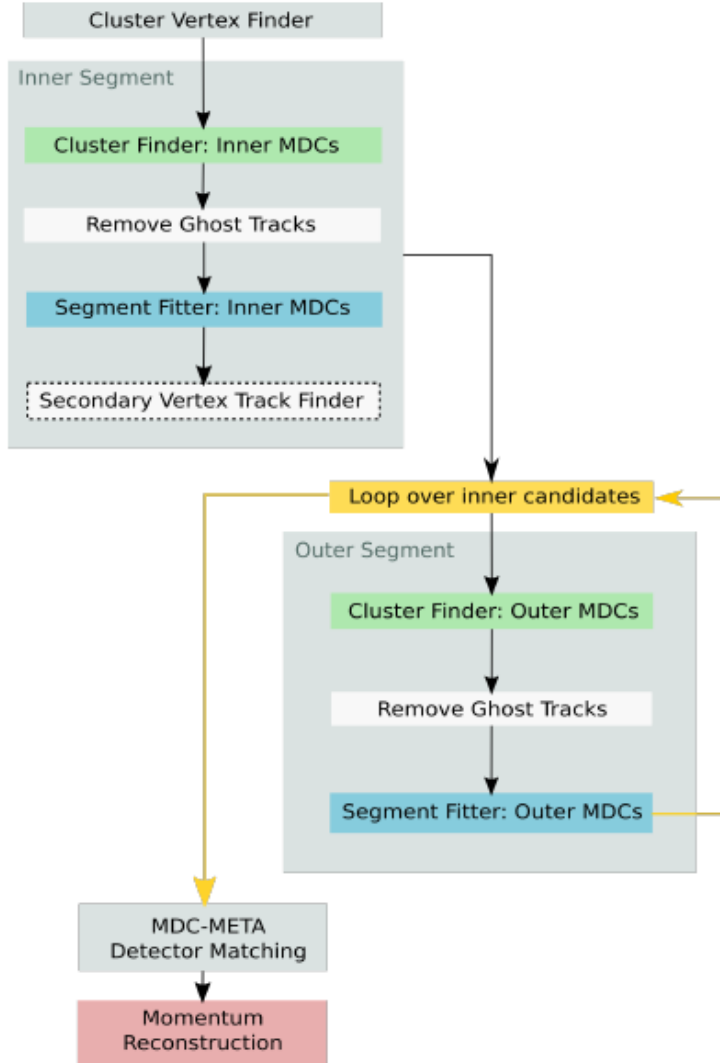 Cluster Vertex Finder
Inner Segment
Cluster Finder: Inner MDCs
Remove Ghost Tracks
Segment Fitter: Inner MDCs
Secondary Vertex Track Finder
Loop over inner candidates
Outer Segment
Cluster Finder: Outer MDCs
Remove Ghost Tracks
Segment Fitter: Outer MDCs
MDC-META
Detector Matching
Momentum
Reconstruction